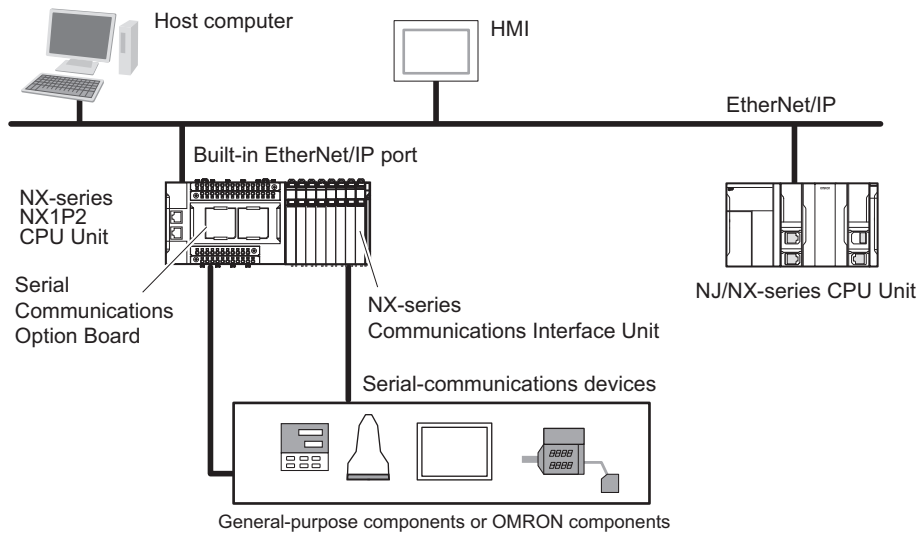 Host computer
HMI
EtherNet/IP
Built-in EtherNet/IP port
NX-series
NX1P2
CPU Unit
Serial
Communications
Option Board
NX-series
Communications Interface Unit
NJ/NX-series CPU Unit
Serial-communications devices
8888
8888
General-purpose components or OMRON components